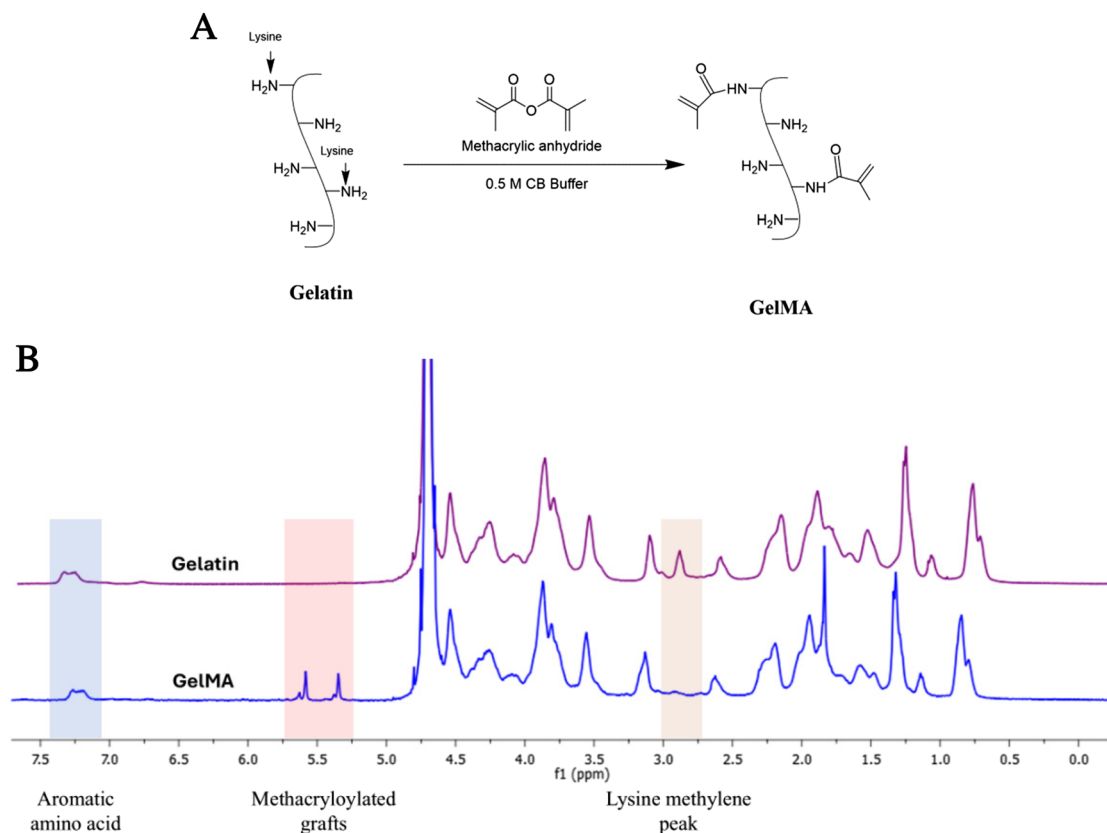 A
Lysine
H2N
NH2
Lysine
H2N
NH2
H2N
O
O
O
Methacrylic anhydride
0.5 M CB Buffer
O
HN
NH2
O
H2N
NH
H2N
Gelatin
GelMA
B
Gelatin
GelMA
7.5 7.0 6.5 6.0 5.5 5.0 4.5 4.0 3.5 3.0 2.5 2.0 1.5 1.0 0.5 0.0
f1 (ppm)
Aromatic
amino acid
Methacryloylated
grafts
Lysine methylene
peak